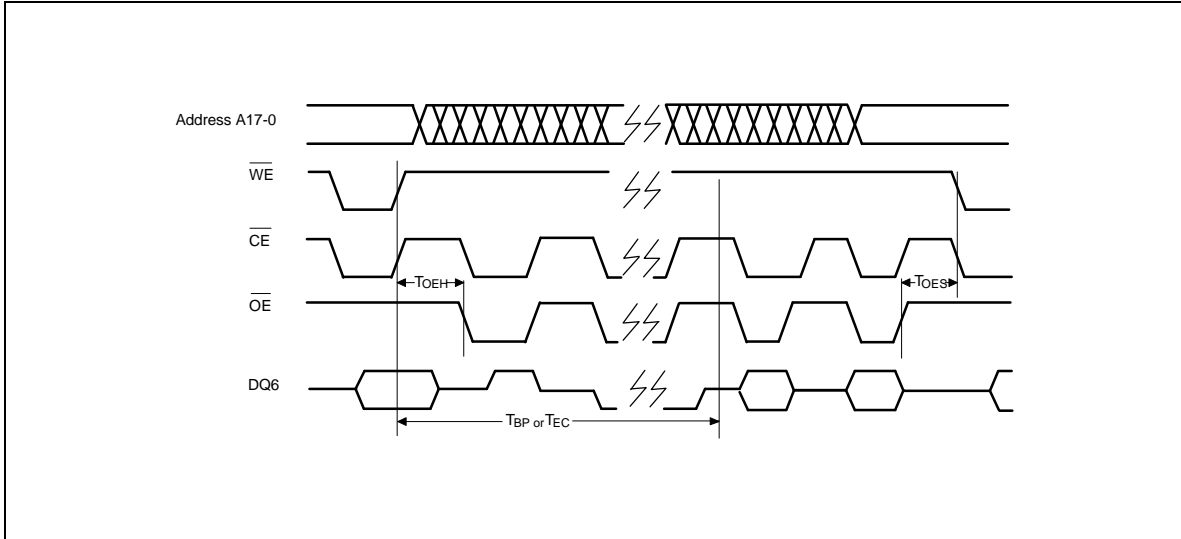 Address A17-0
WE
CE
TOEH
TOES
OE
DQ6
TBP or TEC